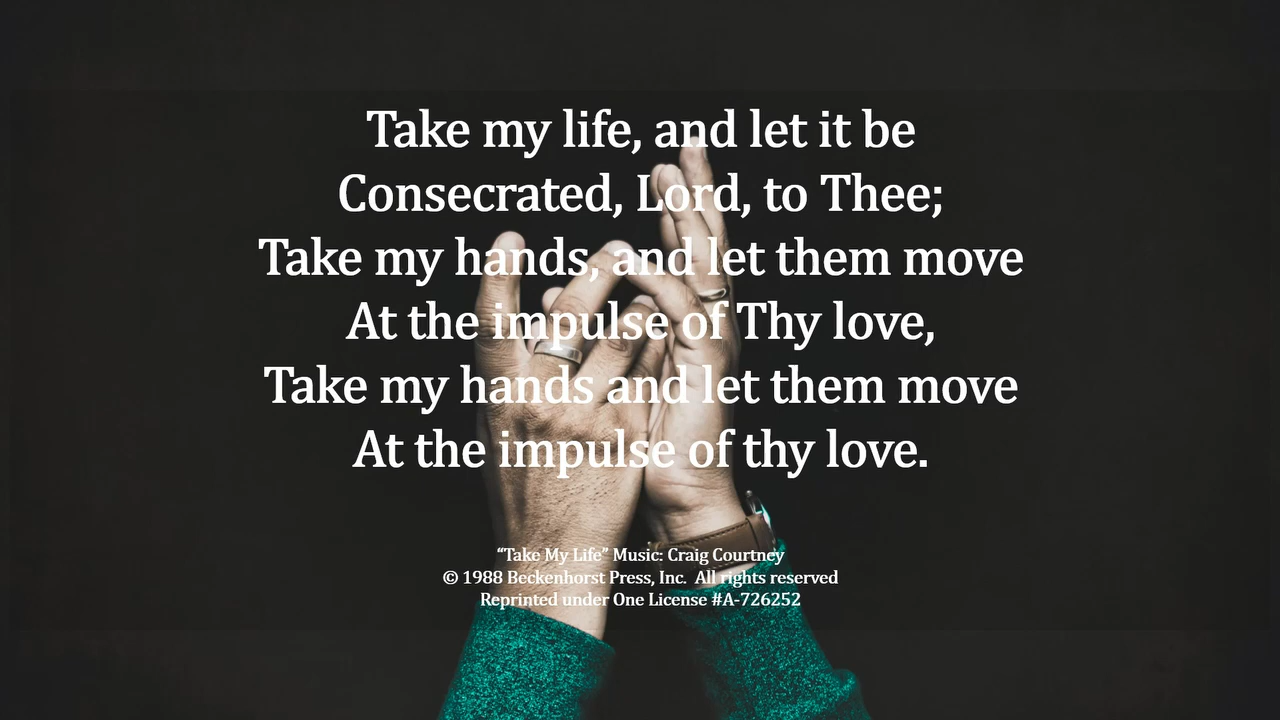 Take my life, and let it be
Consecrated, Lord, to Thee;
Take my hands, and let them move
At the impulse of Thy love,
Take my hands and let them move
At the impulse of thy love.
“Take My Life” Music: Craig Courtney
© 1988 Beckenhorst Press, Inc.  All rights reserved
Reprinted under One License #A-726252